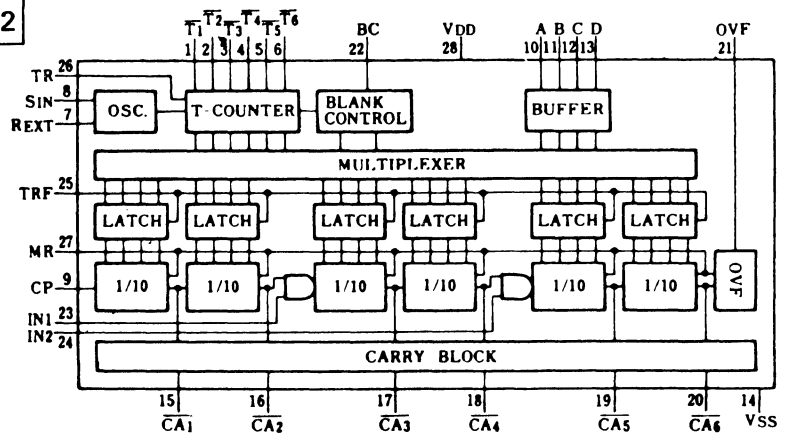 2
T1 T2 T3 T4 T5 T6 BC VDD A B C D OVF
1 2 3 4 5 6 22 28 10 11 12 13 21
TR 26
SIN 8
REXT 7
OSC. T-COUNTER BLANK CONTROL BUFFER
MULTIPLEXER
TRF 25
LATCH LATCH LATCH LATCH LATCH LATCH
MR 27
CP 9
1/10 1/10 1/10 1/10 1/10 1/10 OVF
IN1 23
IN2 24
CARRY BLOCK
15 16 17 18 19 20 14
CA1 CA2 CA3 CA4 CA5 CA6 VSS